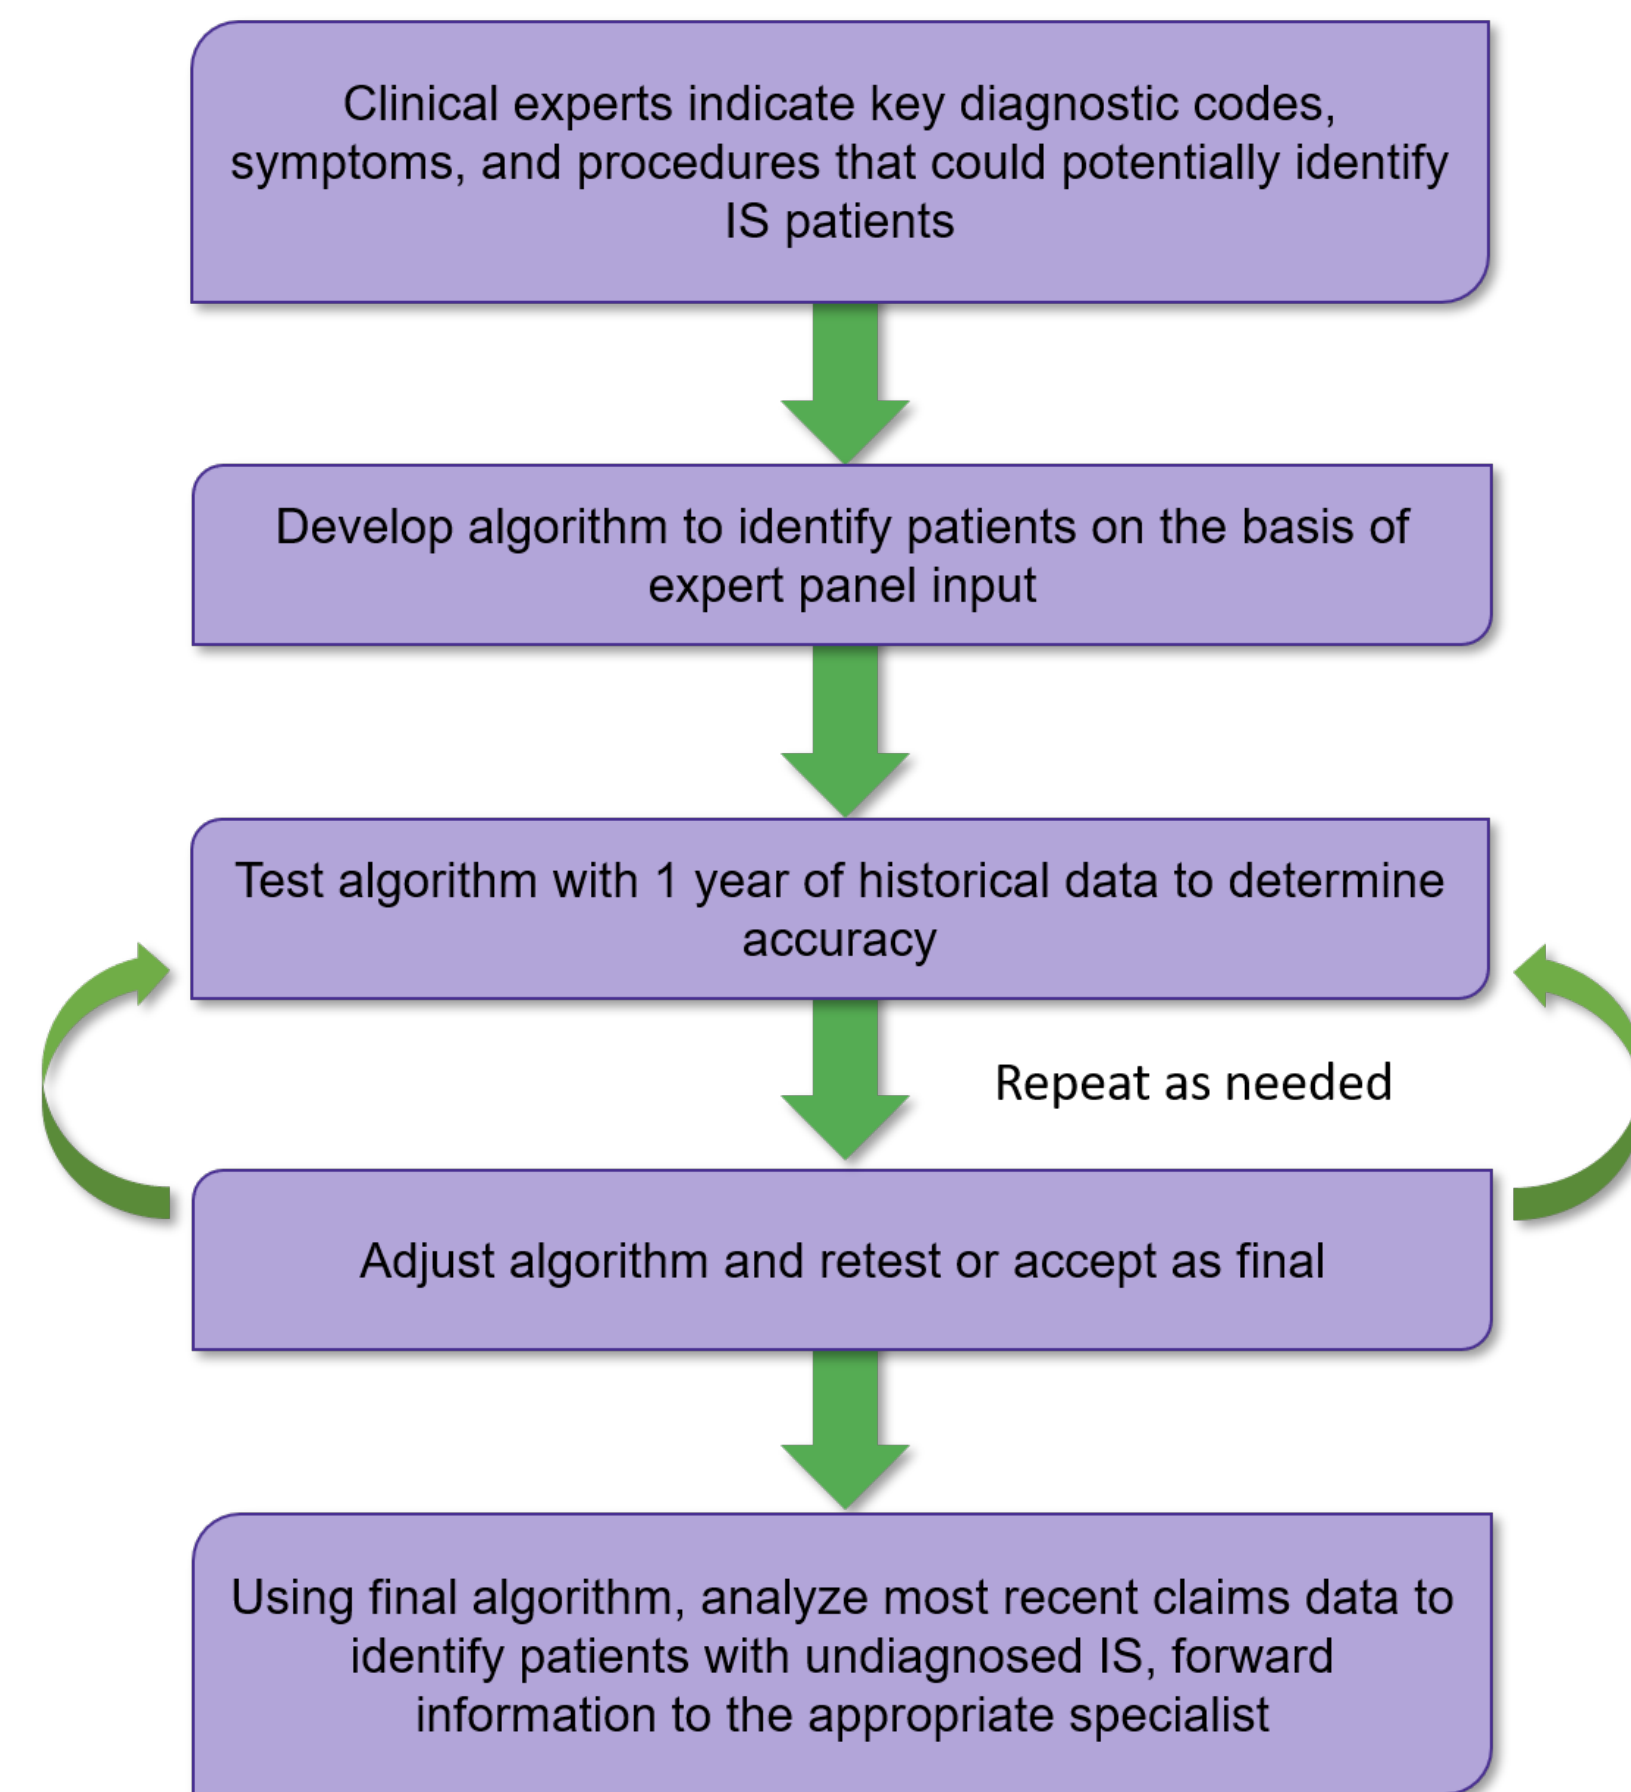 Clinical experts indicate key diagnostic codes,
symptoms, and procedures that could potentially identify
IS patients
Develop algorithm to identify patients on the basis of
expert panel input
Test algorithm with 1 year of historical data to determine
accuracy
Repeat as needed
Adjust algorithm and retest or accept as final
Using final algorithm, analyze most recent claims data to
identify patients with undiagnosed IS, forward
information to the appropriate specialist